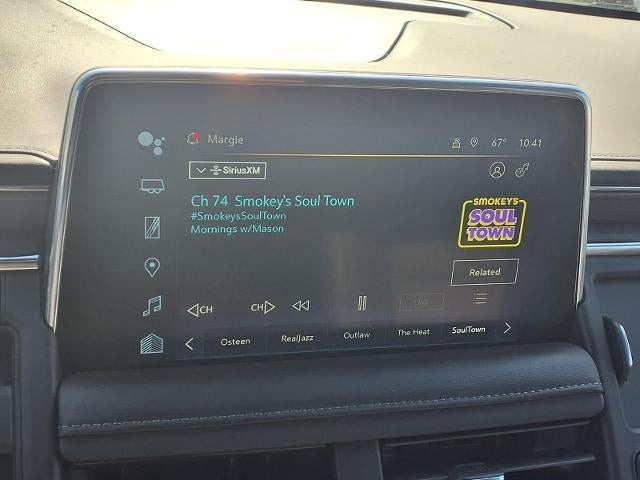 Margie
67° 10:41
SiriusXM
Ch 74 Smokey's Soul Town
#SmokeysSoulTown
Mornings w/Mason
SMOKEY'S
SOUL
TOWN
Related
CH
CH
LIVE
Osteen RealJazz Outlaw The Heat SoulTown